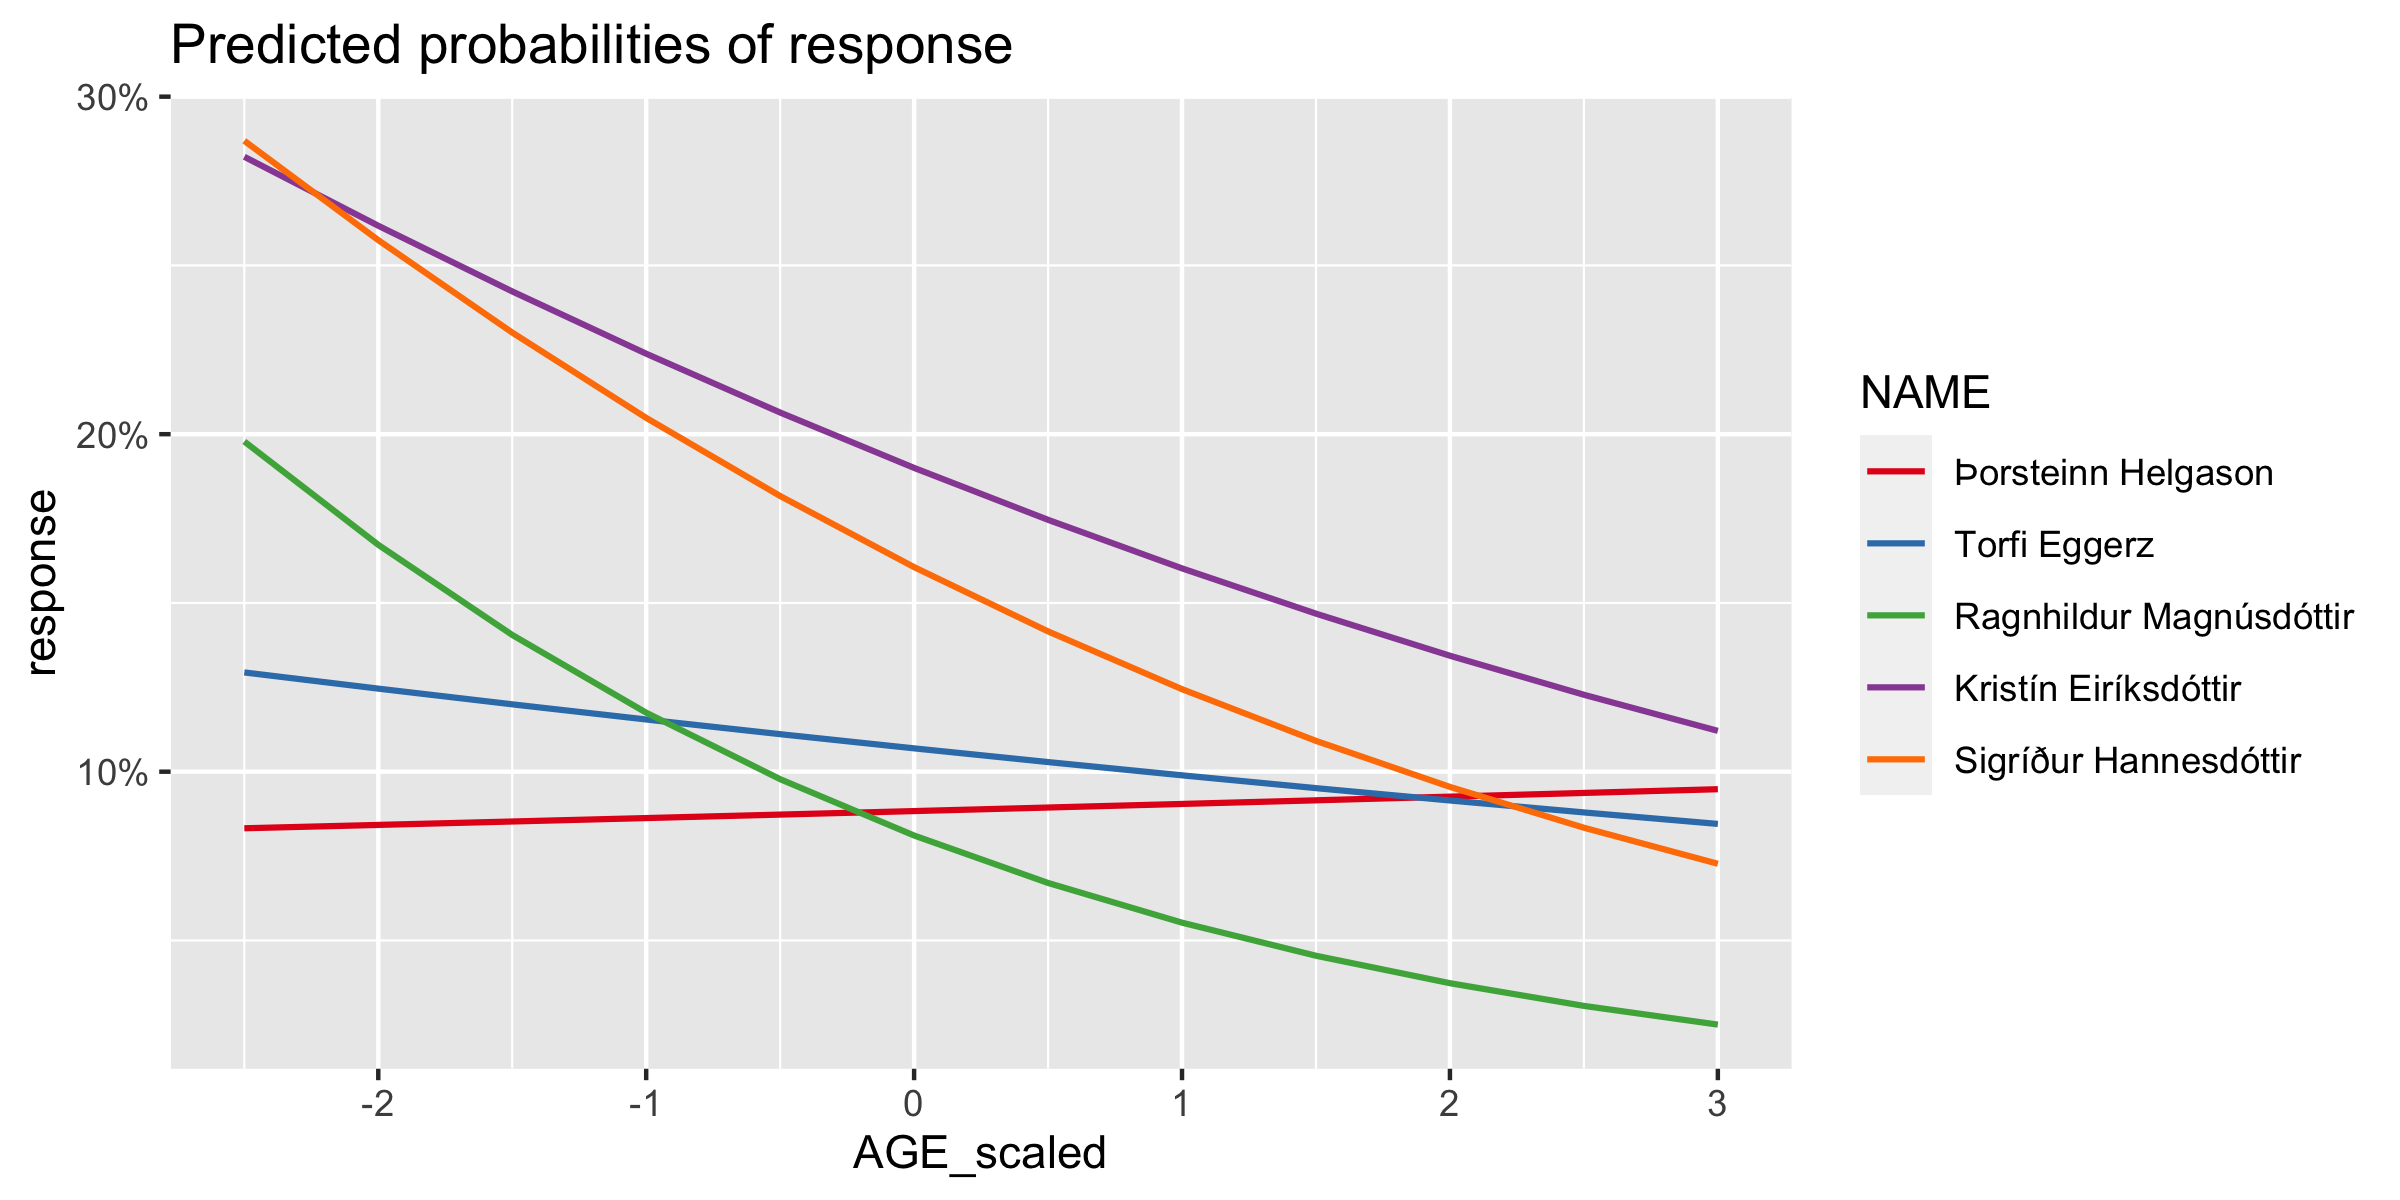 Predicted probabilities of response
30%
20%
10%
response
-2
-1
0
1
2
3
AGE_scaled
NAME
Þorsteinn Helgason
Torfi Eggerz
Ragnhildur Magnúsdóttir
Kristín Eiríksdóttir
Sigríður Hannesdóttir